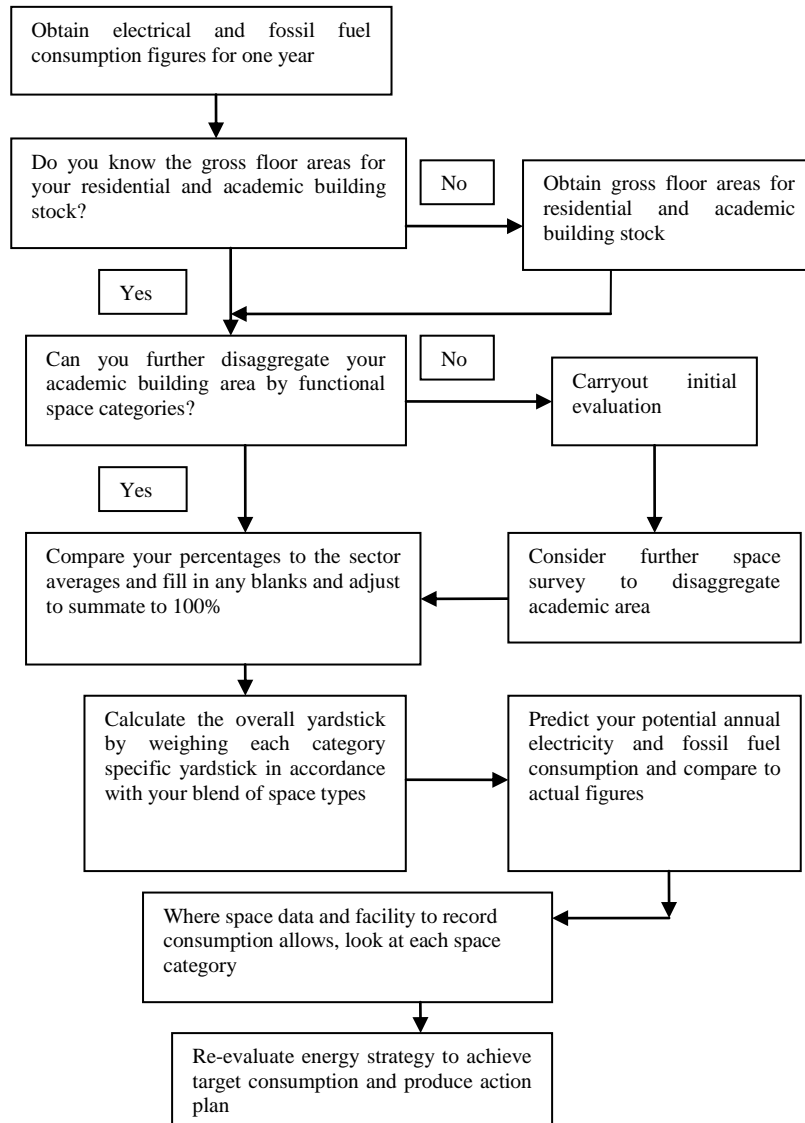 Obtain electrical and fossil fuel
consumption figures for one year
Do you know the gross floor areas for
your residential and academic building
stock?
No
Obtain gross floor areas for
residential and academic
building stock
Yes
Can you further disaggregate your
academic building area by functional
space categories?
No
Carryout initial
evaluation
Yes
Compare your percentages to the sector
averages and fill in any blanks and adjust
to summate to 100%
Consider further space
survey to disaggregate
academic area
Calculate the overall yardstick
by weighing each category
specific yardstick in accordance
with your blend of space types
Predict your potential annual
electricity and fossil fuel
consumption and compare to
actual figures
Where space data and facility to record
consumption allows, look at each space
category
Re-evaluate energy strategy to achieve
target consumption and produce action
plan